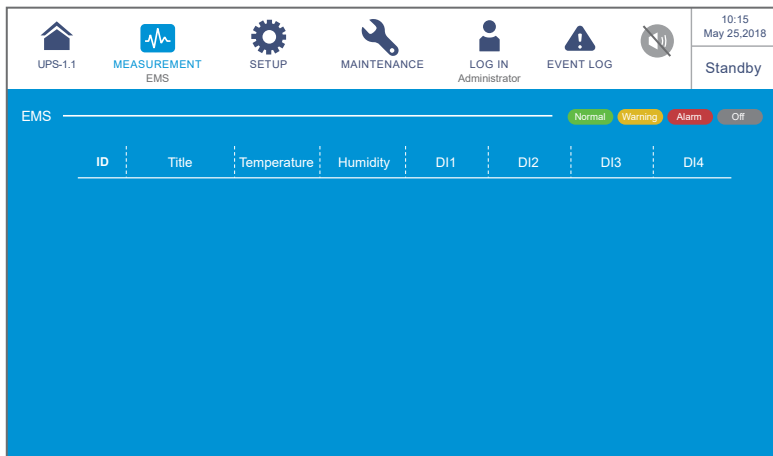 10:15
May 25,2018
UPS-1.1 MEASUREMENT SETUP MAINTENANCE LOG IN EVENT LOG
EMS Administrator
Standby
EMS Normal Warning Alarm Off
ID Title Temperature Humidity DI1 DI2 DI3 DI4